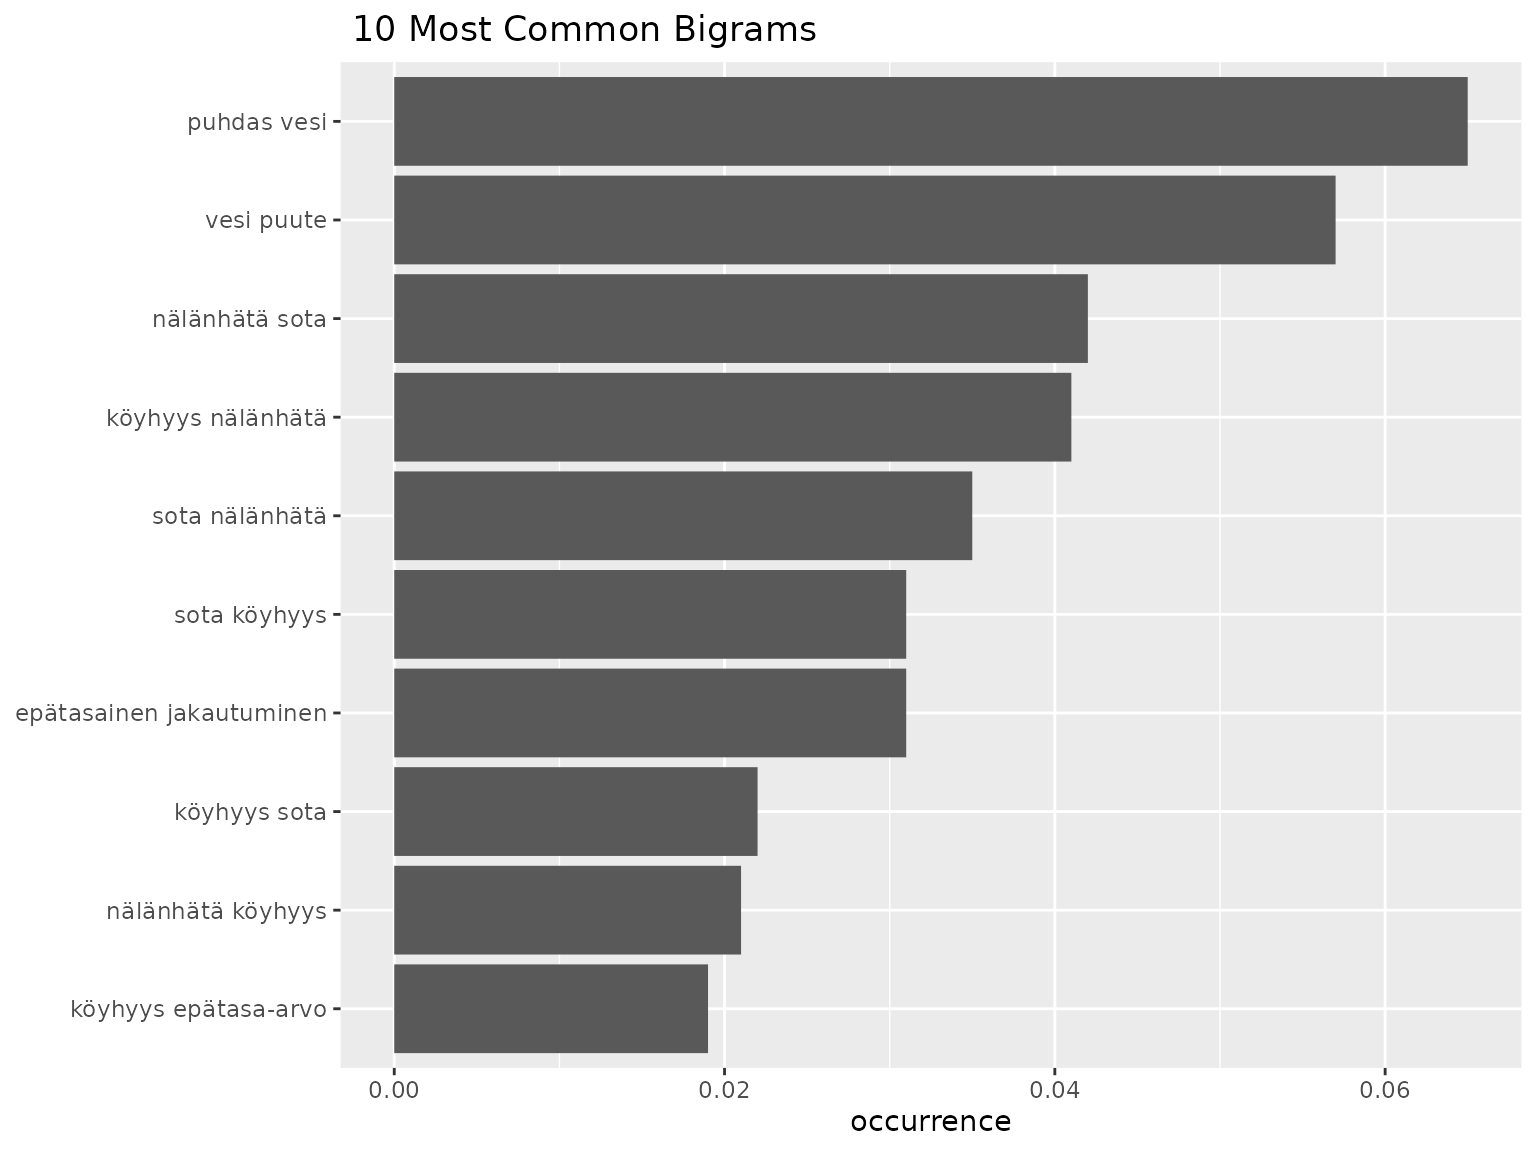 10 Most Common Bigrams
puhdas vesi
vesi puute
nälänhätä sota
köyhyys nälänhätä
sota nälänhätä
sota köyhyys
epätasainen jakautuminen
köyhyys sota
nälänhätä köyhyys
köyhyys epätasa-arvo
0.00 0.02 0.04 0.06
occurrence